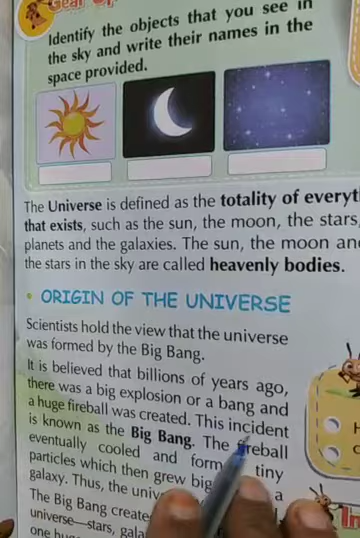 Gear
Identify the objects that you see in
the sky and write their names in the
space provided.
The Universe is defined as the totality of everyt
that exists, such as the sun, the moon, the stars,
planets and the galaxies. The sun, the moon an
the stars in the sky are called heavenly bodies.
• ORIGIN OF THE UNIVERSE
Scientists hold the view that the universe
was formed by the Big Bang.
It is believed that billions of years ago,
there was a big explosion or a bang and
a huge fireball was created. This incident
is known as the Big Bang. The fireball
eventually cooled and form tiny
particles which then grew big a
galaxy. Thus, the univ
The Big Bang create
universe—stars, gala
one hu
H
In